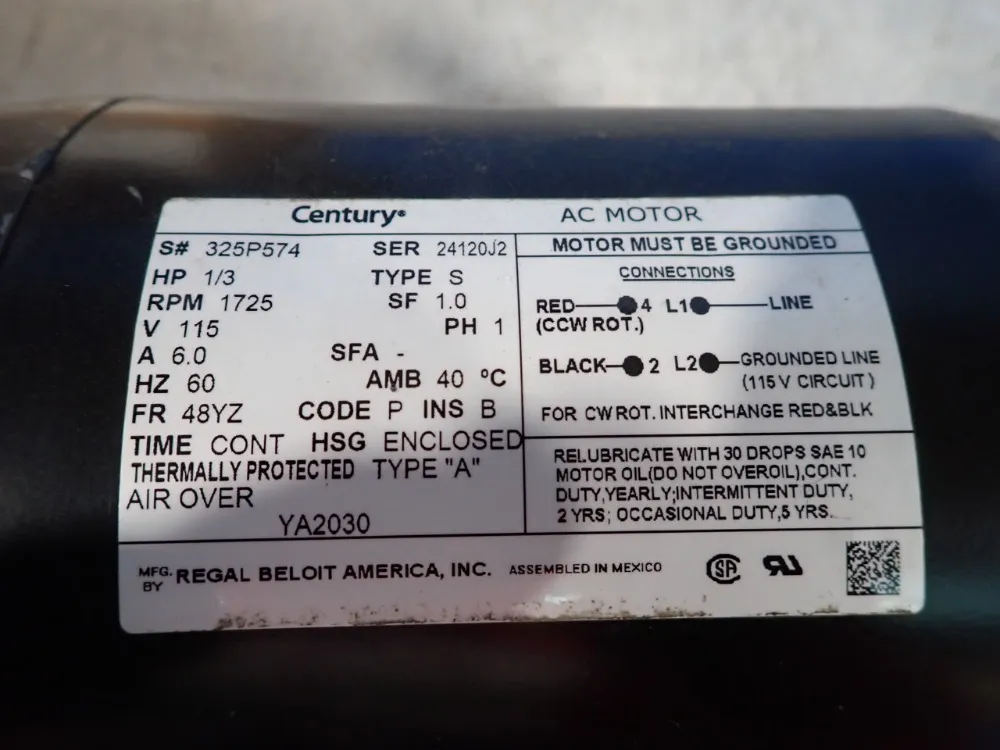 Century® AC MOTOR
S# 325P574 SER 24120J2
HP 1/3 TYPE S
RPM 1725 SF 1.0
V 115 PH 1
A 6.0 SFA -
HZ 60 AMB 40 ºC
FR 48YZ CODE P INS B
TIME CONT HSG ENCLOSED
THERMALLY PROTECTED TYPE "A"
AIR OVER
YA2030
MOTOR MUST BE GROUNDED
CONNECTIONS
RED 4 L1 LINE
(CCW ROT.)
BLACK 2 L2 GROUNDED LINE
(115 V CIRCUIT)
FOR CW ROT. INTERCHANGE RED&BLK
RELUBRICATE WITH 30 DROPS SAE 10
MOTOR OIL(DO NOT OVEROIL),CONT.
DUTY,YEARLY;INTERMITTENT DUTY,
2 YRS; OCCASIONAL DUTY,5 YRS.
MFG. BY REGAL BELOIT AMERICA, INC. ASSEMBLED IN MEXICO SA RU